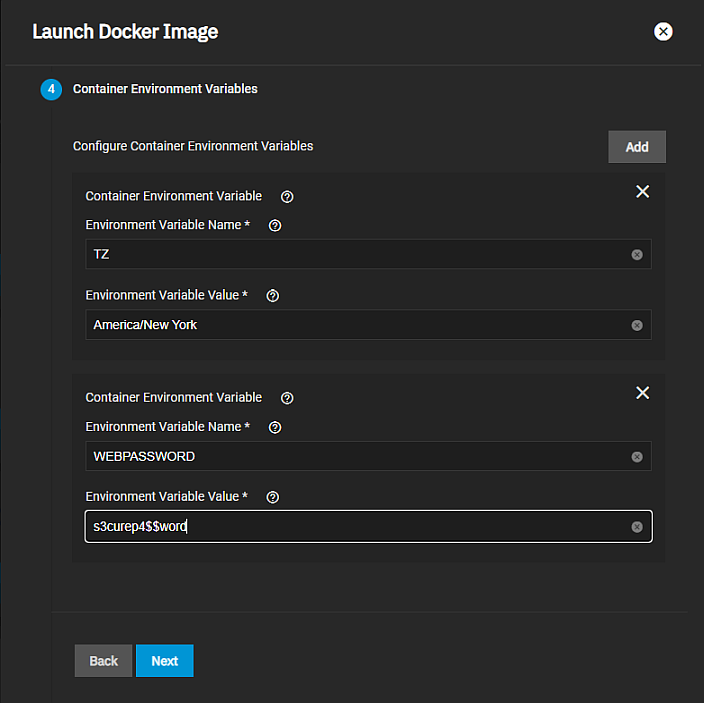 Launch Docker Image
4 Container Environment Variables
Configure Container Environment Variables Add
Container Environment Variable
Environment Variable Name *
TZ
Environment Variable Value *
America/New York
Container Environment Variable
Environment Variable Name *
WEBPASSWORD
Environment Variable Value *
s3curep4$$word
Back Next